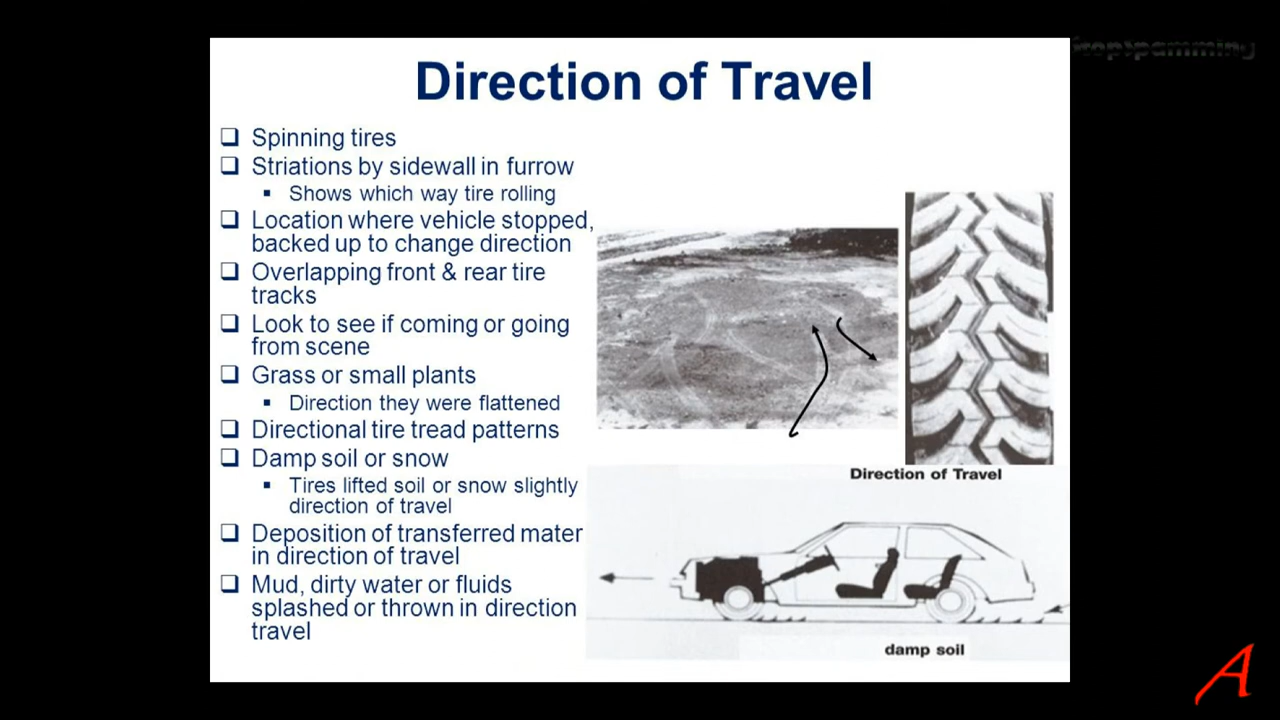 Direction of Travel
❑ Spinning tires
❑ Striations by sidewall in furrow
▪ Shows which way tire rolling
❑ Location where vehicle stopped,
backed up to change direction
❑ Overlapping front & rear tire
tracks
❑ Look to see if coming or going
from scene
❑ Grass or small plants
▪ Direction they were flattened
❑ Directional tire tread patterns
❑ Damp soil or snow
▪ Tires lifted soil or snow slightly
direction of travel
❑ Deposition of transferred mater
in direction of travel
❑ Mud, dirty water or fluids
splashed or thrown in direction
travel
Direction of Travel
damp soil
A